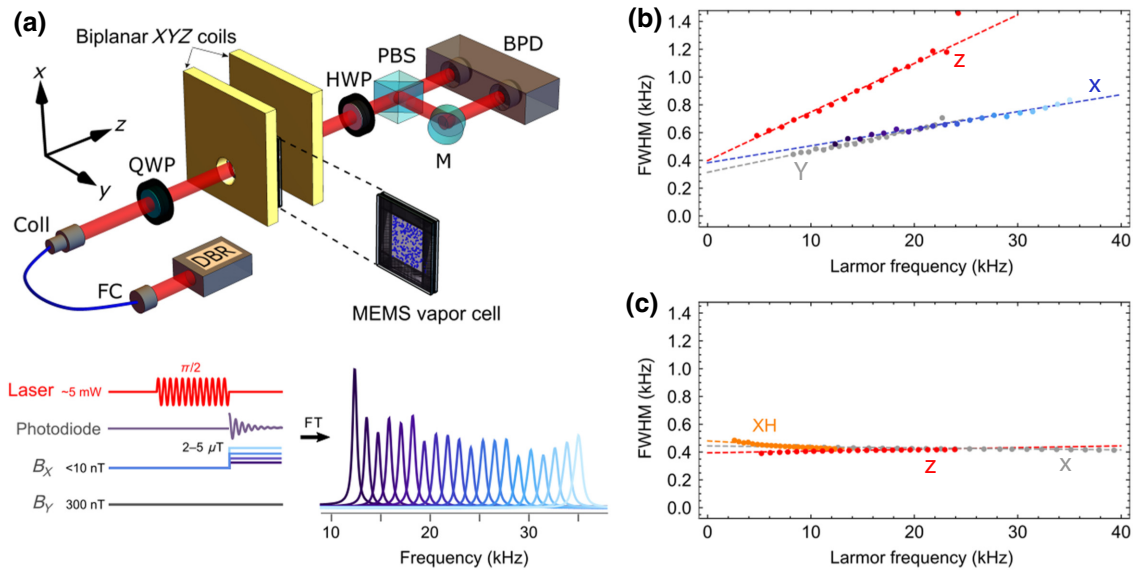 (a)
Biplanar XYZ coils
PBS
BPD
HWP
x
z
y
QWP
M
Coll
DBR
FC
MEMS vapor cell
π/2
Laser ~5 mW
Photodiode
FT
2–5 μT
B_X <10 nT
B_Y 300 nT
10 20 30
Frequency (kHz)
(b)
1.4
1.2
1.0
0.8
0.6
0.4
0.2
0.0
FWHM (kHz)
Z
X
Y
0 10 20 30 40
Larmor frequency (kHz)
(c)
1.4
1.2
1.0
0.8
0.6
0.4
0.2
0.0
FWHM (kHz)
XH
Z
X
0 10 20 30 40
Larmor frequency (kHz)